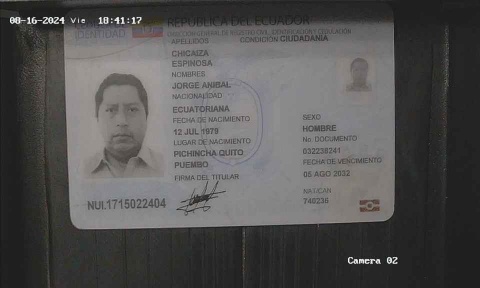 08-16-2024 Vie 18:41:17
REPÚBLICA DEL ECUADOR
DIRECCIÓN GENERAL DE REGISTRO CIVIL, IDENTIFICACIÓN Y CEDULACIÓN
IDENTIDAD
APELLIDOS
CONDICIÓN CIUDADANÍA
CHICAIZA
ESPINOSA
NOMBRES
JORGE ANIBAL
NACIONALIDAD
ECUATORIANA
FECHA DE NACIMIENTO
12 JUL 1979
LUGAR DE NACIMIENTO
PICHINCHA QUITO
PUEMBO
FIRMA DEL TITULAR
SEXO
HOMBRE
No. DOCUMENTO
032238241
FECHA DE VENCIMIENTO
05 AGO 2032
NAT/CAN
740236
NUI.1715022404
Camera 02